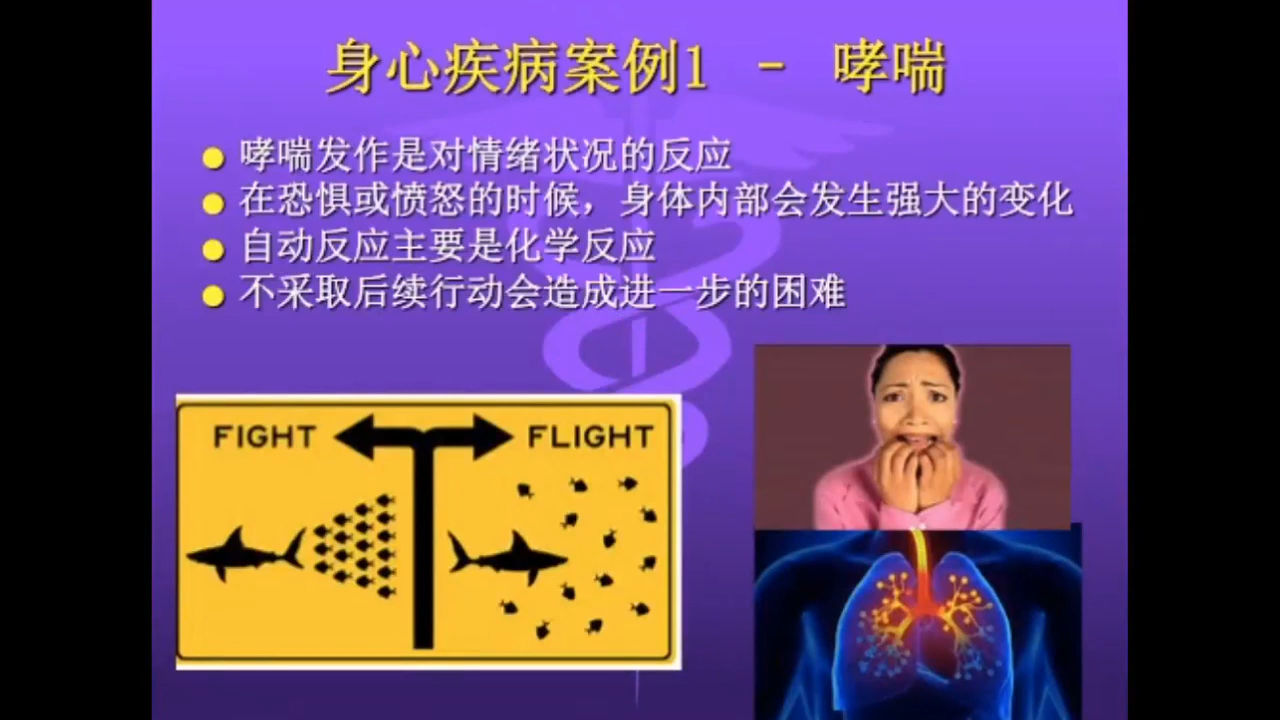 身心疾病案例1 - 哮喘
哮喘发作是对情绪状况的反应
在恐惧或愤怒的时候，身体内部会发生强大的变化
自动反应主要是化学反应
不采取后续行动会造成进一步的困难
FIGHT FLIGHT